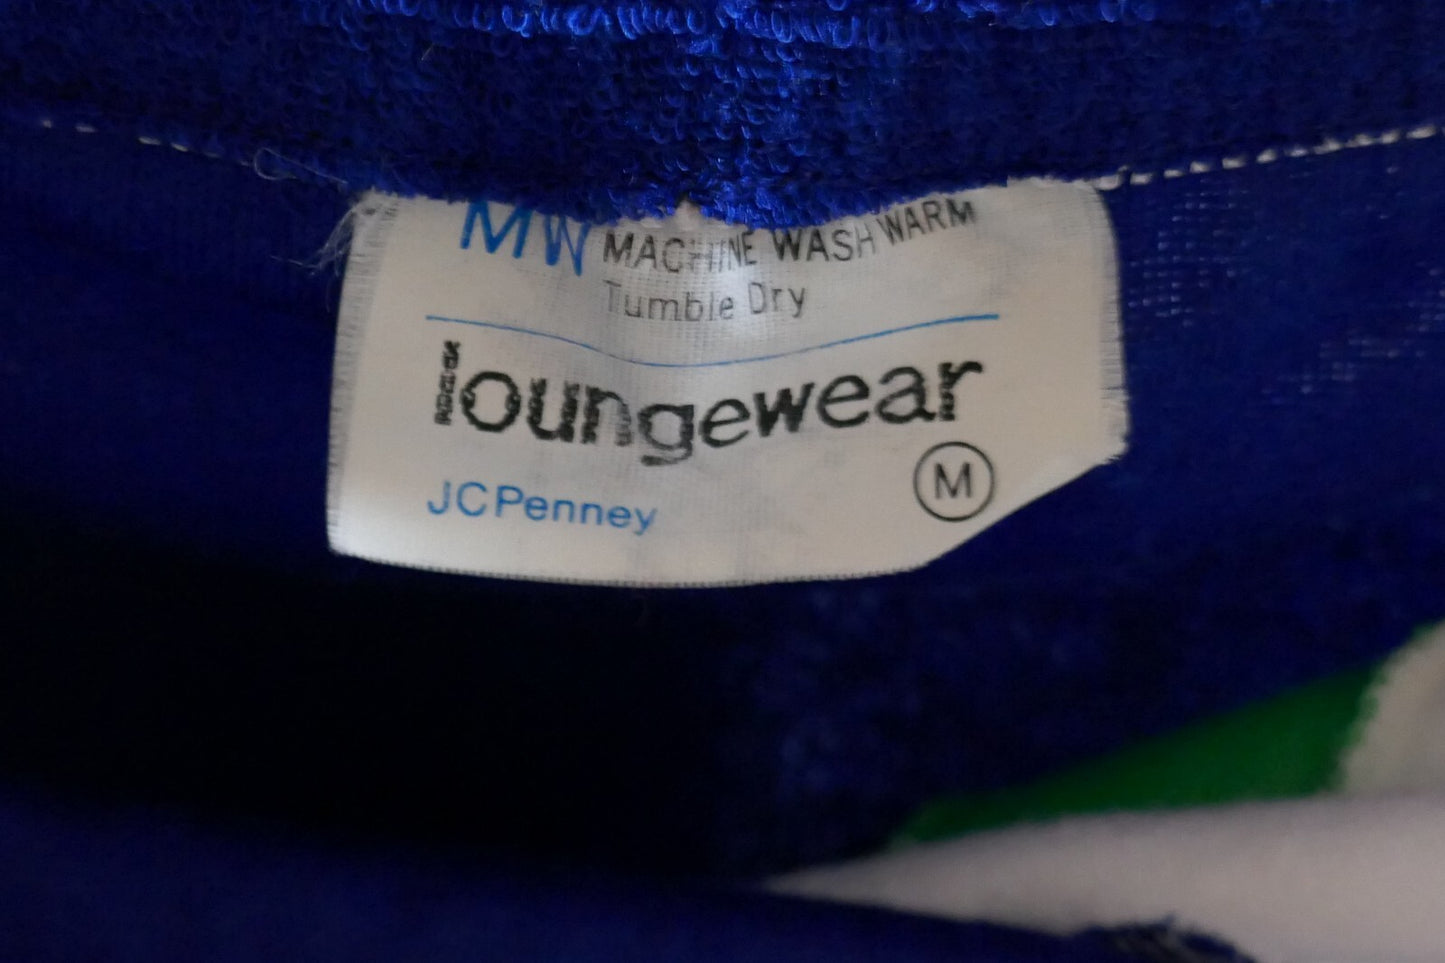 MW MACHINE WASH WARM
Tumble Dry
loungewear
M
JCPenney